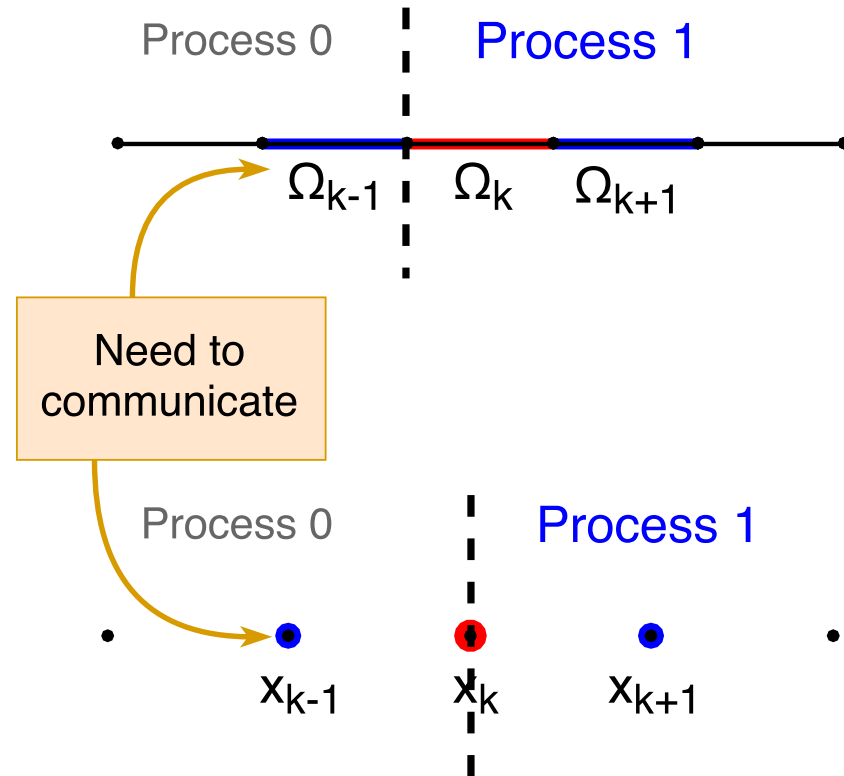 Process 0
Process 1
Ωk-1
Ωk
Ωk+1
Need to
communicate
Process 0
Process 1
xk-1
xk
xk+1